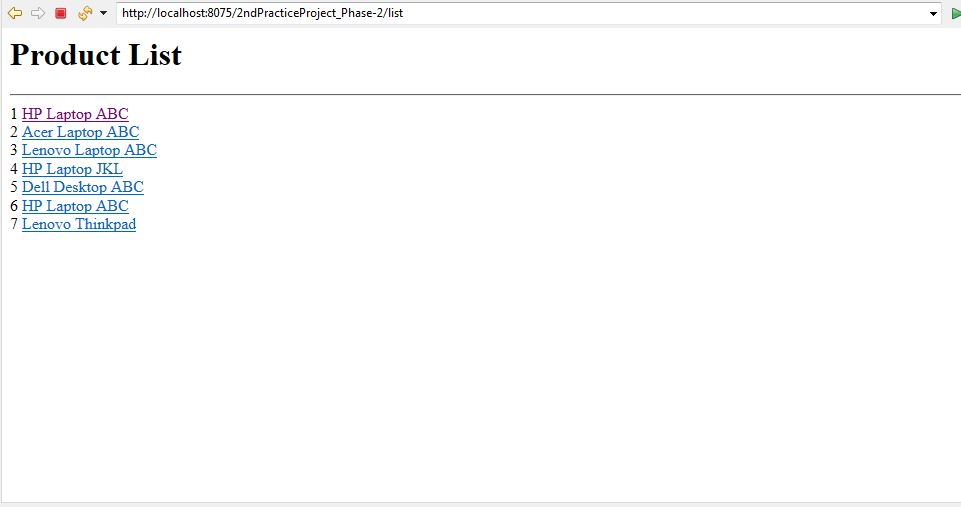 http://localhost:8075/2ndPracticeProject_Phase-2/list
Product List
1 HP Laptop ABC
2 Acer Laptop ABC
3 Lenovo Laptop ABC
4 HP Laptop JKL
5 Dell Desktop ABC
6 HP Laptop ABC
7 Lenovo Thinkpad